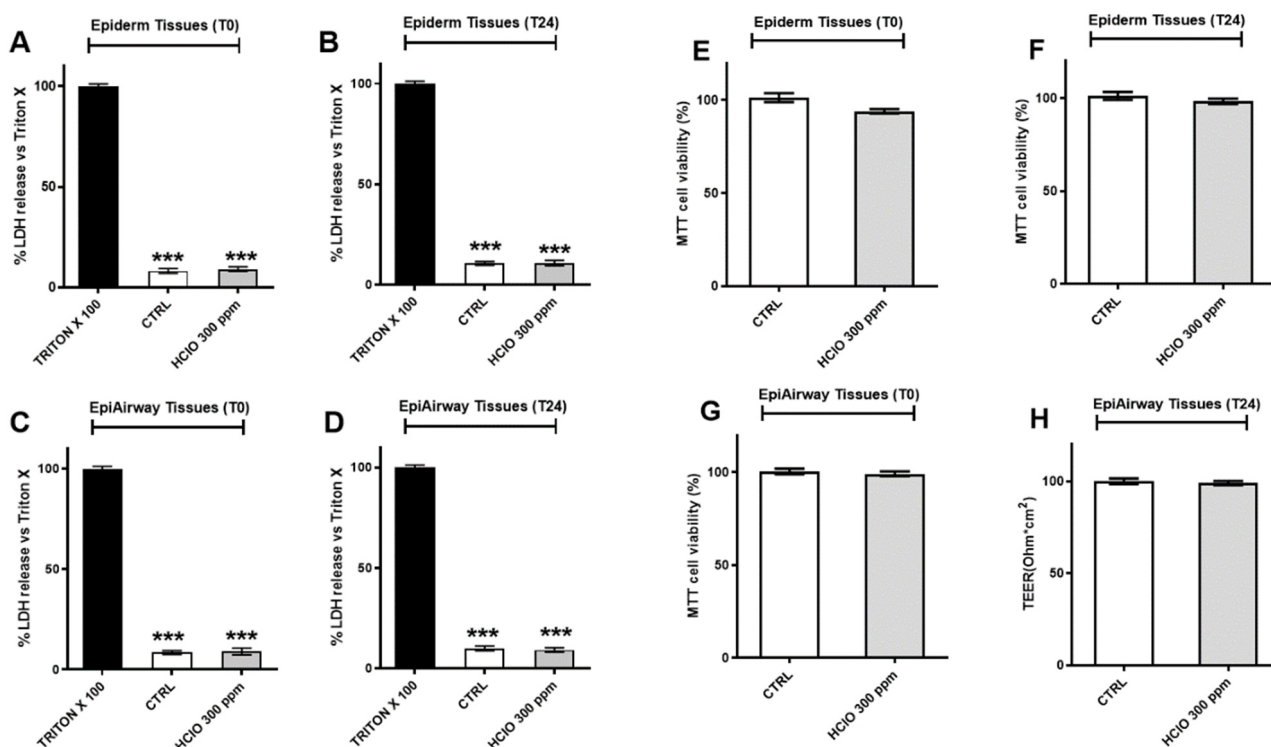 A
Epiderm Tissues (T0)
% LDH release vs Triton X
100
50
0
***
***
TRITON X 100
CTRL
HClO 300 ppm
B
Epiderm Tissues (T24)
% LDH release vs Triton X
100
50
0
***
***
TRITON X 100
CTRL
HClO 300 ppm
E
Epiderm Tissues (T0)
MTT cell viability (%)
100
50
0
CTRL
HClO 300 ppm
F
Epiderm Tissues (T24)
MTT cell viability (%)
100
50
0
CTRL
HClO 300 ppm
C
EpiAirway Tissues (T0)
% LDH release vs Triton X
100
50
0
***
***
TRITON X 100
CTRL
HClO 300 ppm
D
EpiAirway Tissues (T24)
% LDH release vs Triton X
100
50
0
***
***
TRITON X 100
CTRL
HClO 300 ppm
G
EpiAirway Tissues (T0)
MTT cell viability (%)
100
50
0
CTRL
HClO 300 ppm
H
EpiAirway Tissues (T24)
TEER(Ohm*cm²)
100
50
0
CTRL
HClO 300 ppm